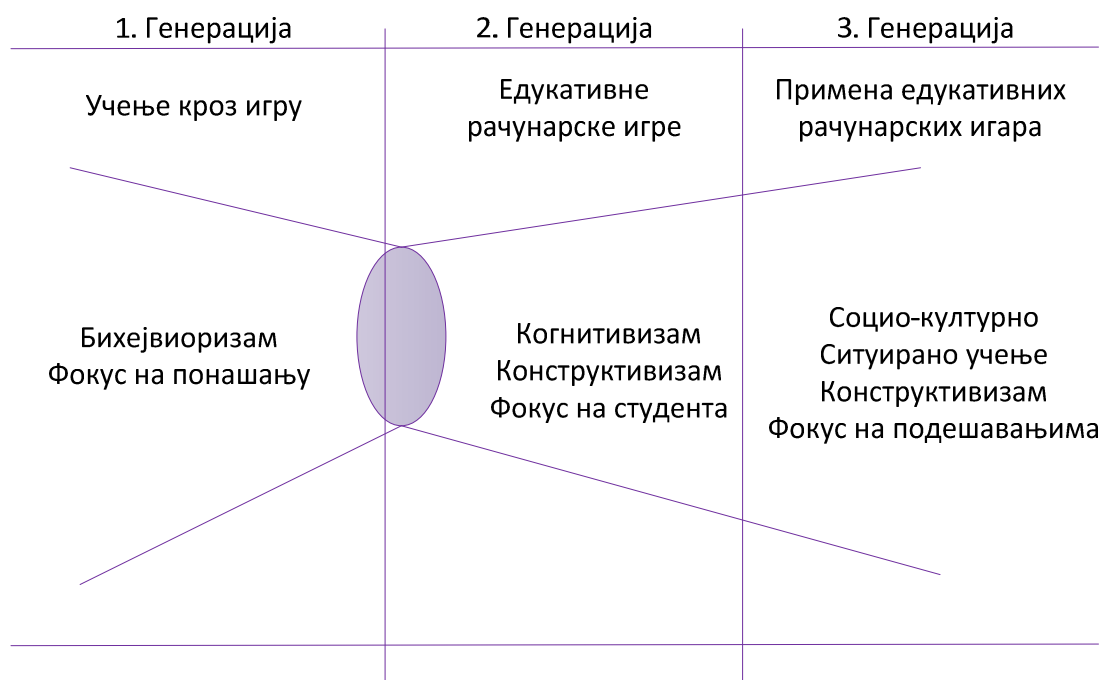 1. Генерација
2. Генерација
3. Генерација
Учење кроз игру
Едукативне
рачунарске игре
Примена едукативних
рачунарских игара
Бихејвиоризам
Фокус на понашању
Когнитивизам
Конструктивизам
Фокус на студента
Социо-културно
Ситуирано учење
Конструктивизам
Фокус на подешавањима